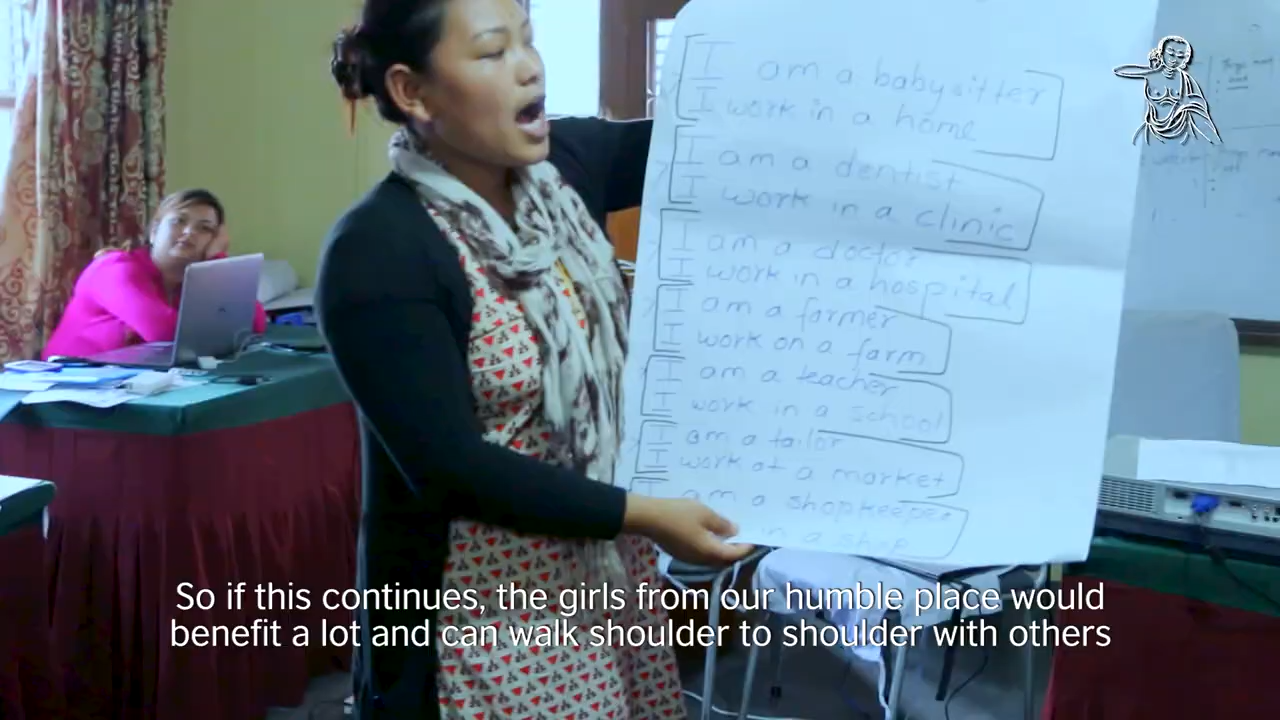 I am a babysitter
I work in a home
I am a dentist
I work in a clinic
I am a doctor
I work in a hospital
I am a farmer
I work on a farm
I am a teacher
I work in a school
I am a tailor
I work at a market
I am a shopkeeper
in a shop
So if this continues, the girls from our humble place would
benefit a lot and can walk shoulder to shoulder with others